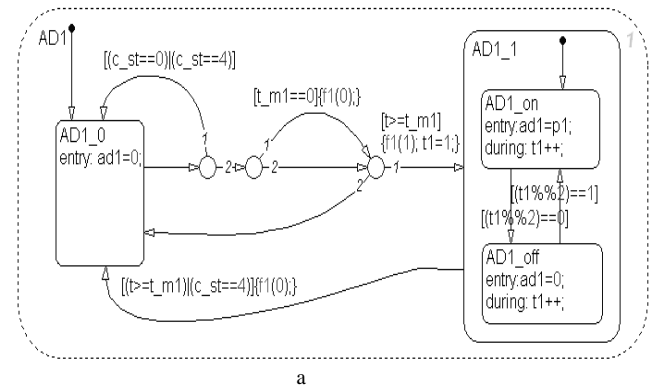 AD1
1
AD1_1
[(c_st==0)|(c_st==4)]
[t_m1==0]{f1(0);}
AD1_on
entry:ad1=p1;
during: t1++;
AD1_0
entry: ad1=0;
[t>=t_m1]
{f1(1); t1=1;}
1
1
1
2
2
2
[(t1%%2)==1]
[(t1%%2)==0]
AD1_off
entry:ad1=0;
during: t1++;
[(t>=t_m1)|(c_st==4)]{f1(0);}
a